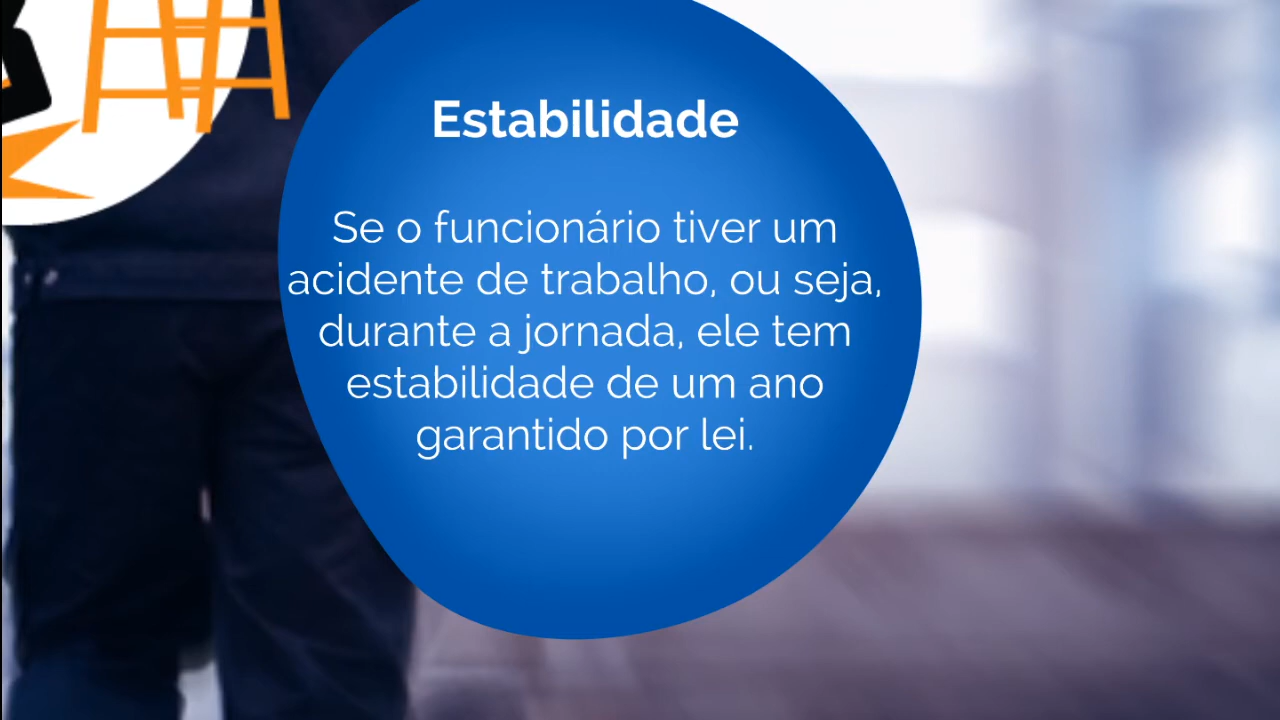 Estabilidade
Se o funcionário tiver um
acidente de trabalho, ou seja,
durante a jornada, ele tem
estabilidade de um ano
garantido por lei.